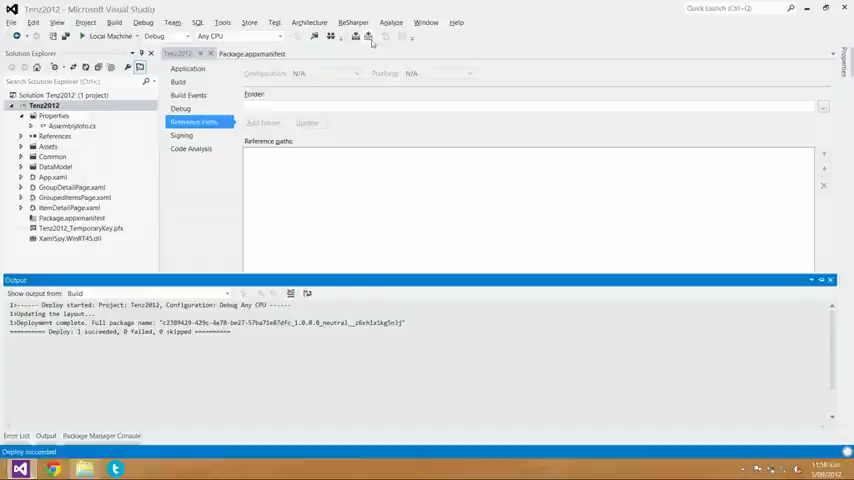 Tenz2012 - Microsoft Visual Studio
Quick Launch (Ctrl+Q)
File Edit View Project Build Debug Team SQL Tools Store Test Architecture ReSharper Analyze Window Help
Local Machine Debug Any CPU
Solution Explorer
Tenz2012 Package.appxmanifest
Search Solution Explorer
Solution 'Tenz2012' (1 project)
Tenz2012
Properties
AssemblyInfo.cs
References
Assets
Common
DataModel
App.xaml
GroupDetailPage.xaml
GroupedItemsPage.xaml
ItemDetailPage.xaml
Package.appxmanifest
Tenz2012_TemporaryKey.pfx
XamlSpy.WinRT45.dll
Application
Build
Build Events
Debug
Reference Paths
Signing
Code Analysis
Configuration: N/A Platform: N/A
Folder:
...
Add Folder Update
Reference paths:
Properties
Output
Show output from: Build
1>------ Deploy started: Project: Tenz2012, Configuration: Debug Any CPU ------
1>Updating the layout...
1>Deployment complete. Full package name: "c2389429-429c-4e78-be27-57ba71e87dfc_1.0.0.0_neutral__z6xh1x1kg5n3j"
========== Deploy: 1 succeeded, 0 failed, 0 skipped ==========
Error List Output Package Manager Console
Deploy succeeded
11:58 a.m.
5/09/2012